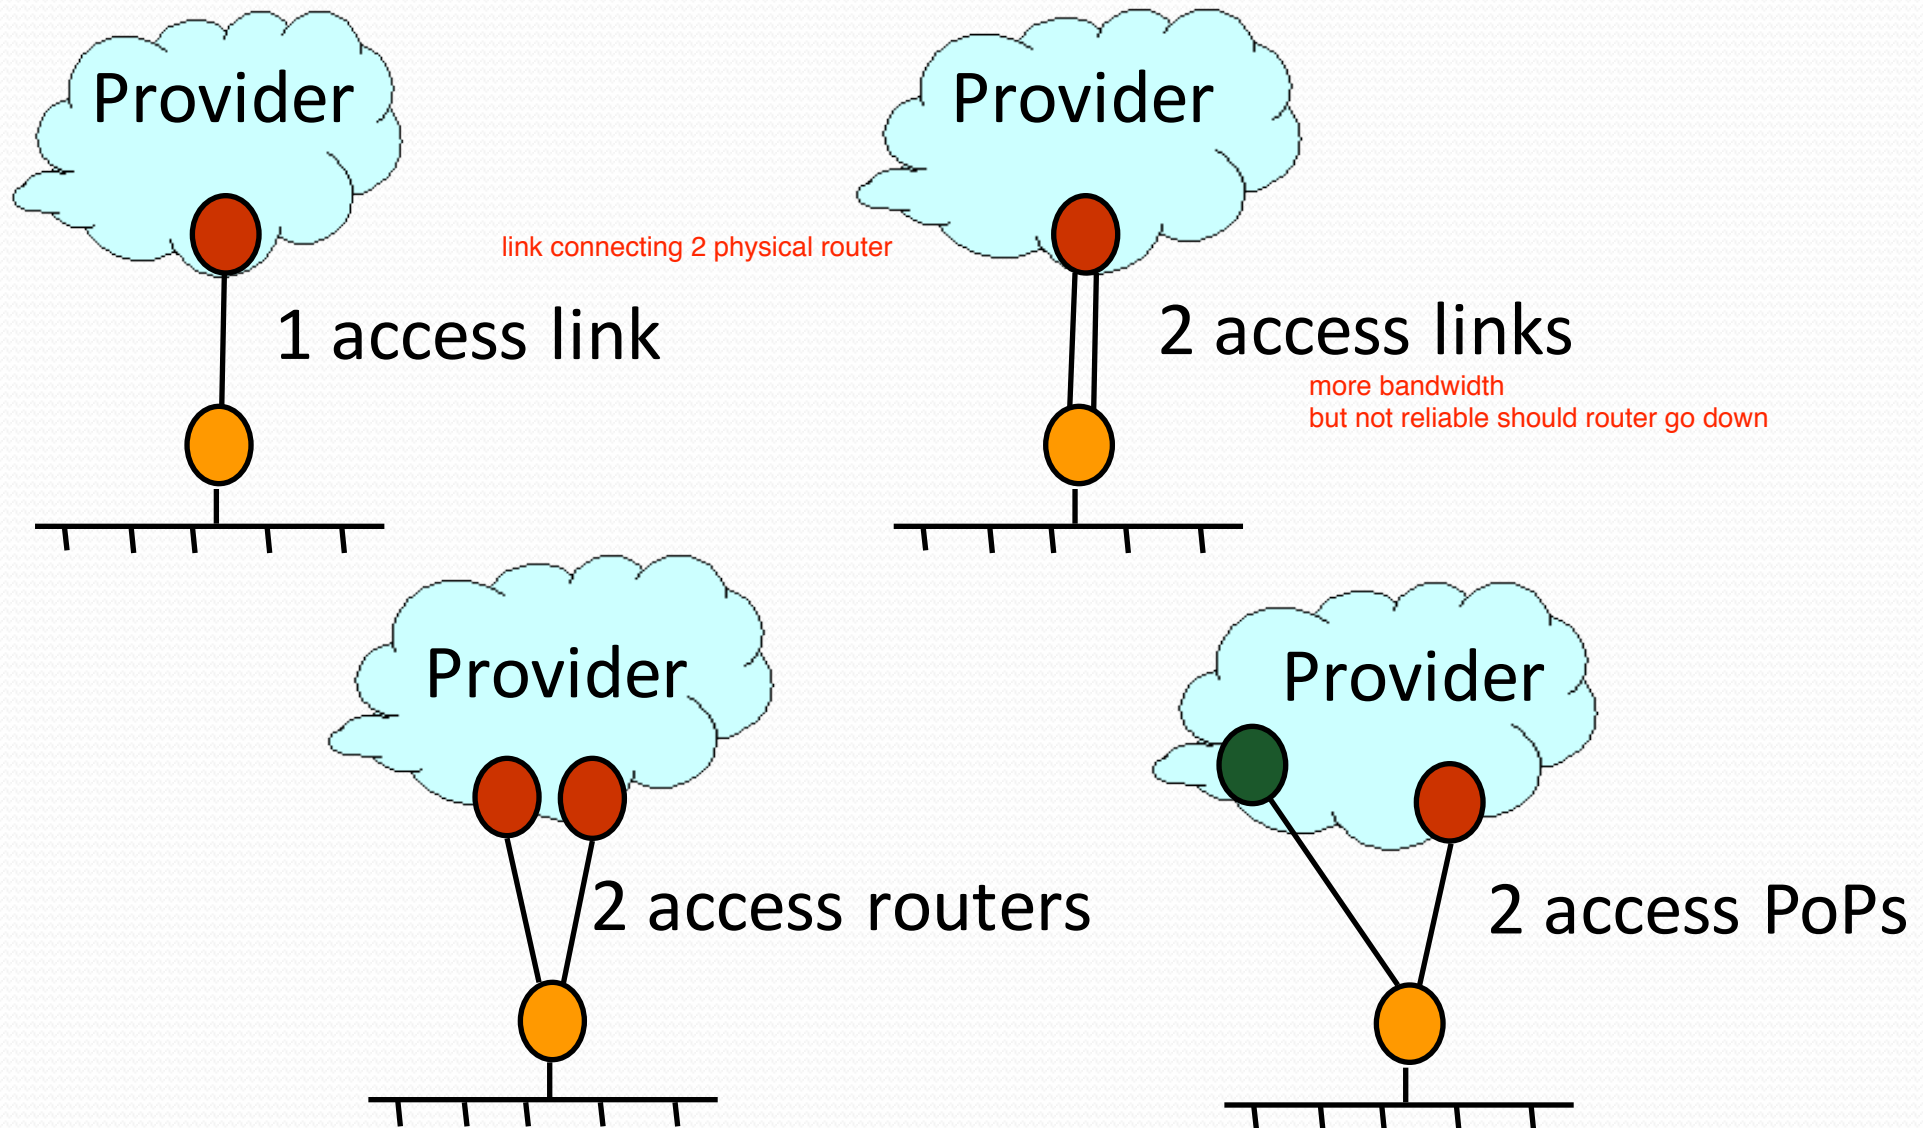 Provider
Provider
link connecting 2 physical router
1 access link
2 access links
more bandwidth
but not reliable should router go down
Provider
Provider
2 access routers
2 access PoPs